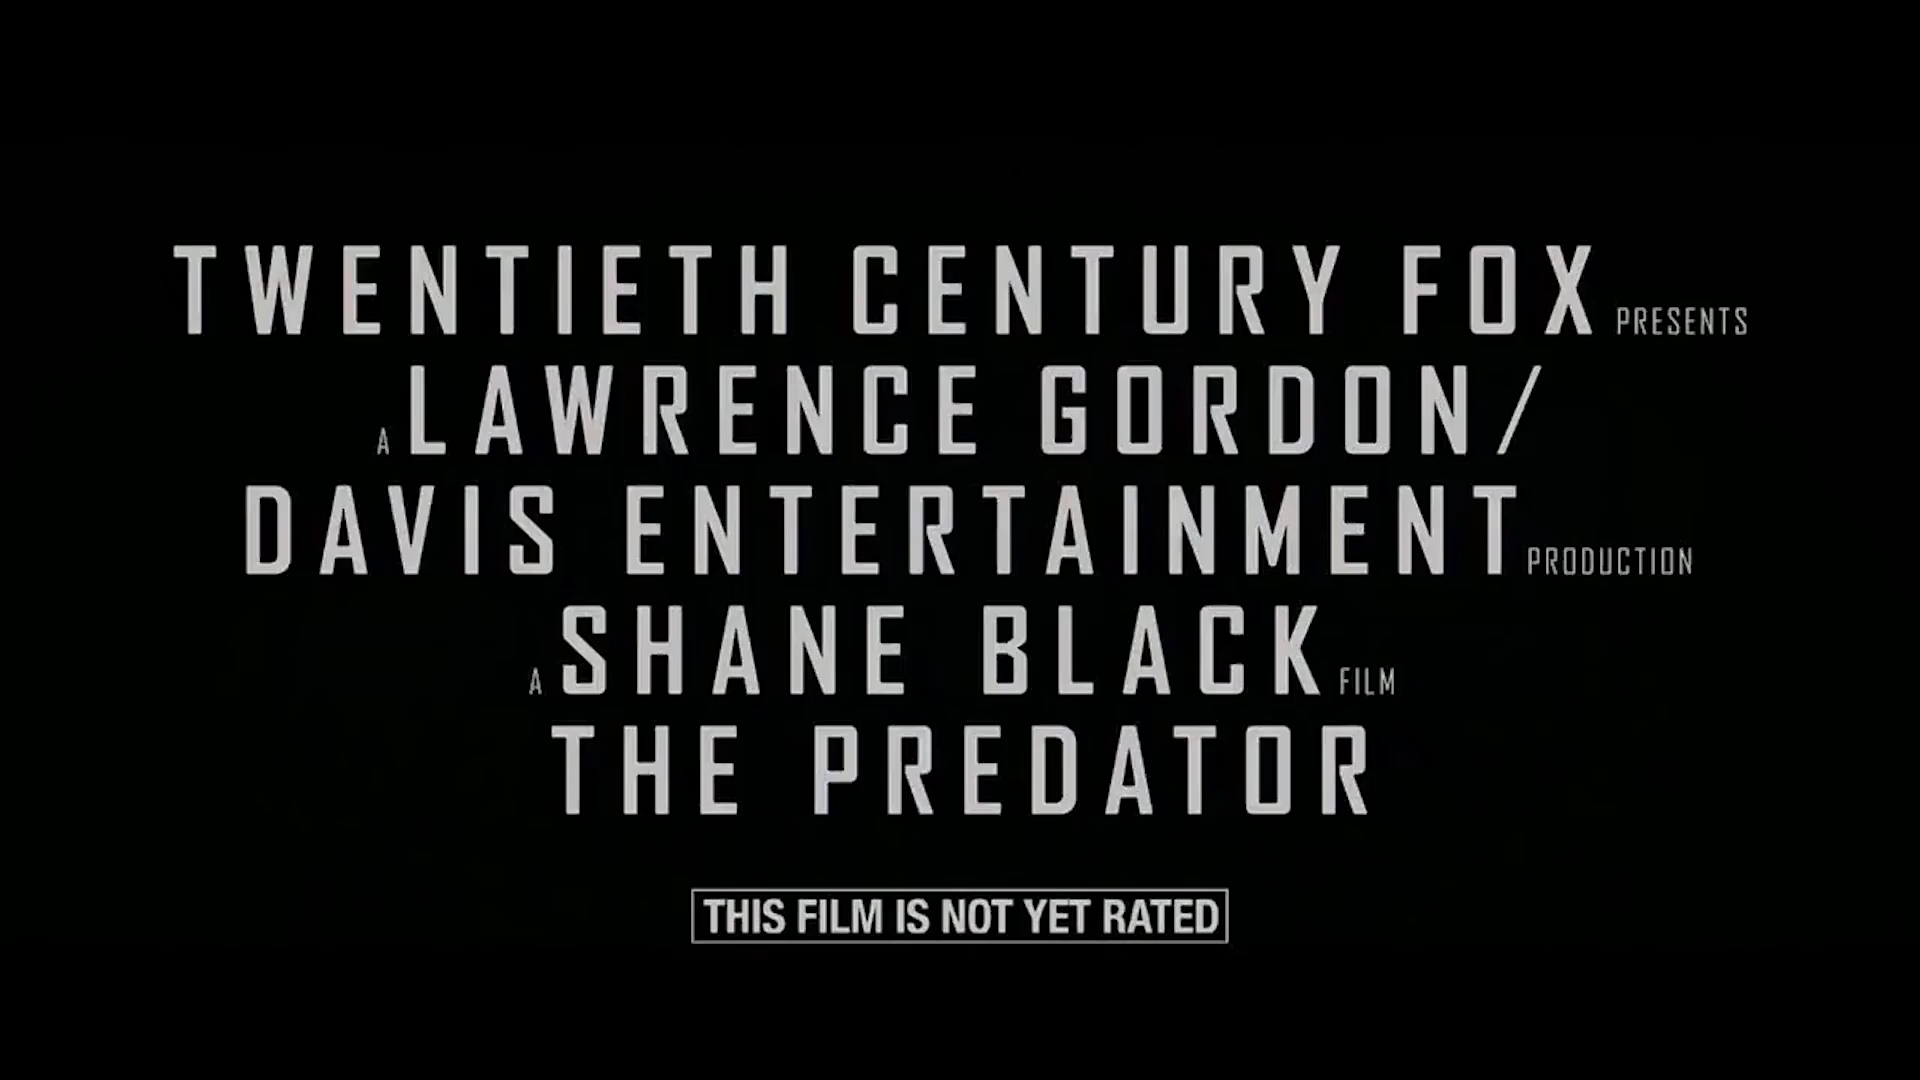 TWENTIETH CENTURY FOX PRESENTS
A LAWRENCE GORDON/
DAVIS ENTERTAINMENT PRODUCTION
A SHANE BLACK FILM
THE PREDATOR
THIS FILM IS NOT YET RATED